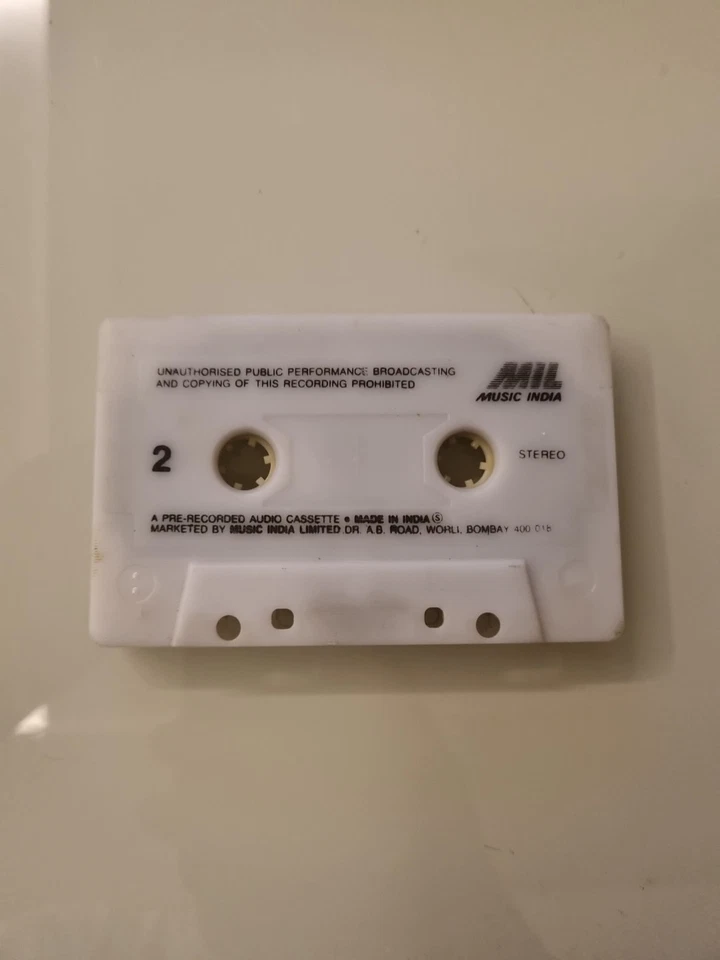 UNAUTHORISED PUBLIC PERFORMANCE BROADCASTING
AND COPYING OF THIS RECORDING PROHIBITED
MIL
MUSIC INDIA
2
STEREO
A PRE-RECORDED AUDIO CASSETTE ● MADE IN INDIA Ⓢ
MARKETED BY MUSIC INDIA LIMITED DR. A.B. ROAD, WORLI, BOMBAY 400 018